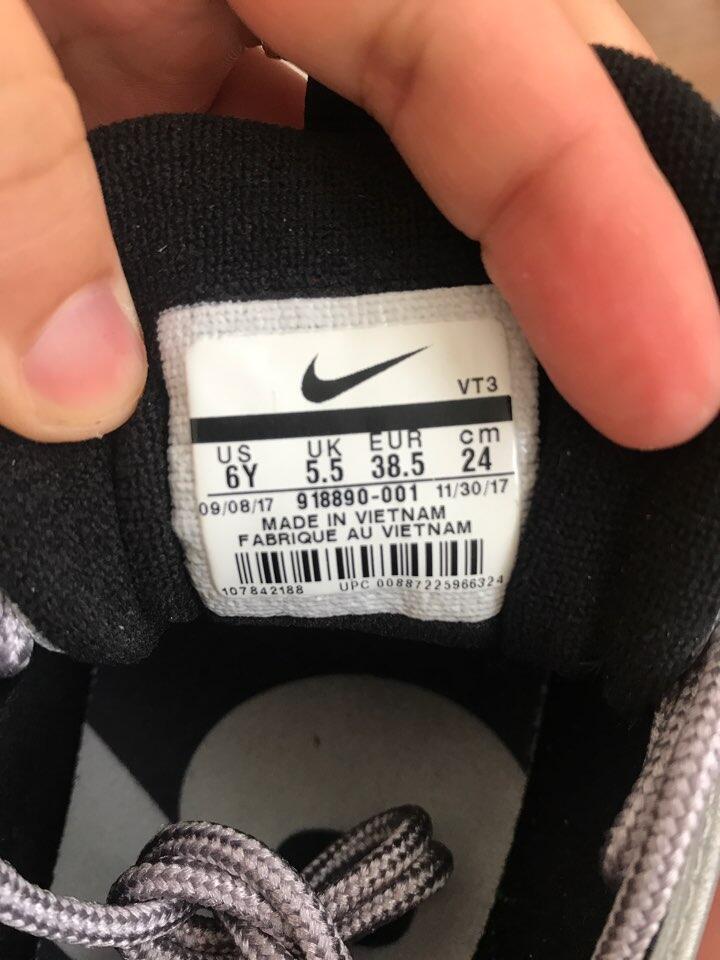 VT3
US UK EUR cm
6Y 5.5 38.5 24
09/08/17 918890-001 11/30/17
MADE IN VIETNAM
FABRIQUE AU VIETNAM
107842188 UPC 00887225966324